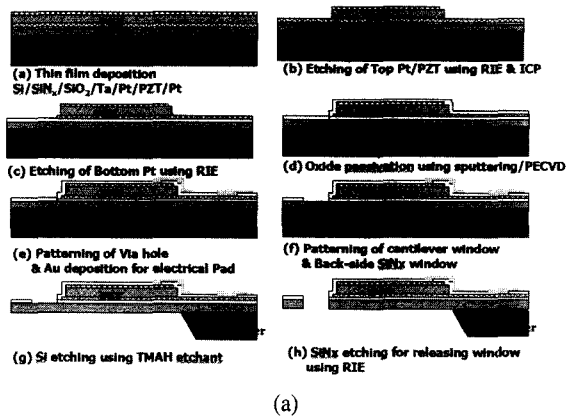 (a) Thin film deposition
Si/SiNx/SiO2/Ta/Pt/PZT/Pt
(b) Etching of Top Pt/PZT using RIE & ICP
(c) Etching of Bottom Pt using RIE
(d) Oxide using sputtering/PECVD
(e) Patterning of Via hole
& Au deposition for electrical Pad
(f) Patterning of cantilever window
& Back-side SiNx window
(g) Si etching using TMAH etchant
(h) SiNx etching for releasing window
using RIE
(a)